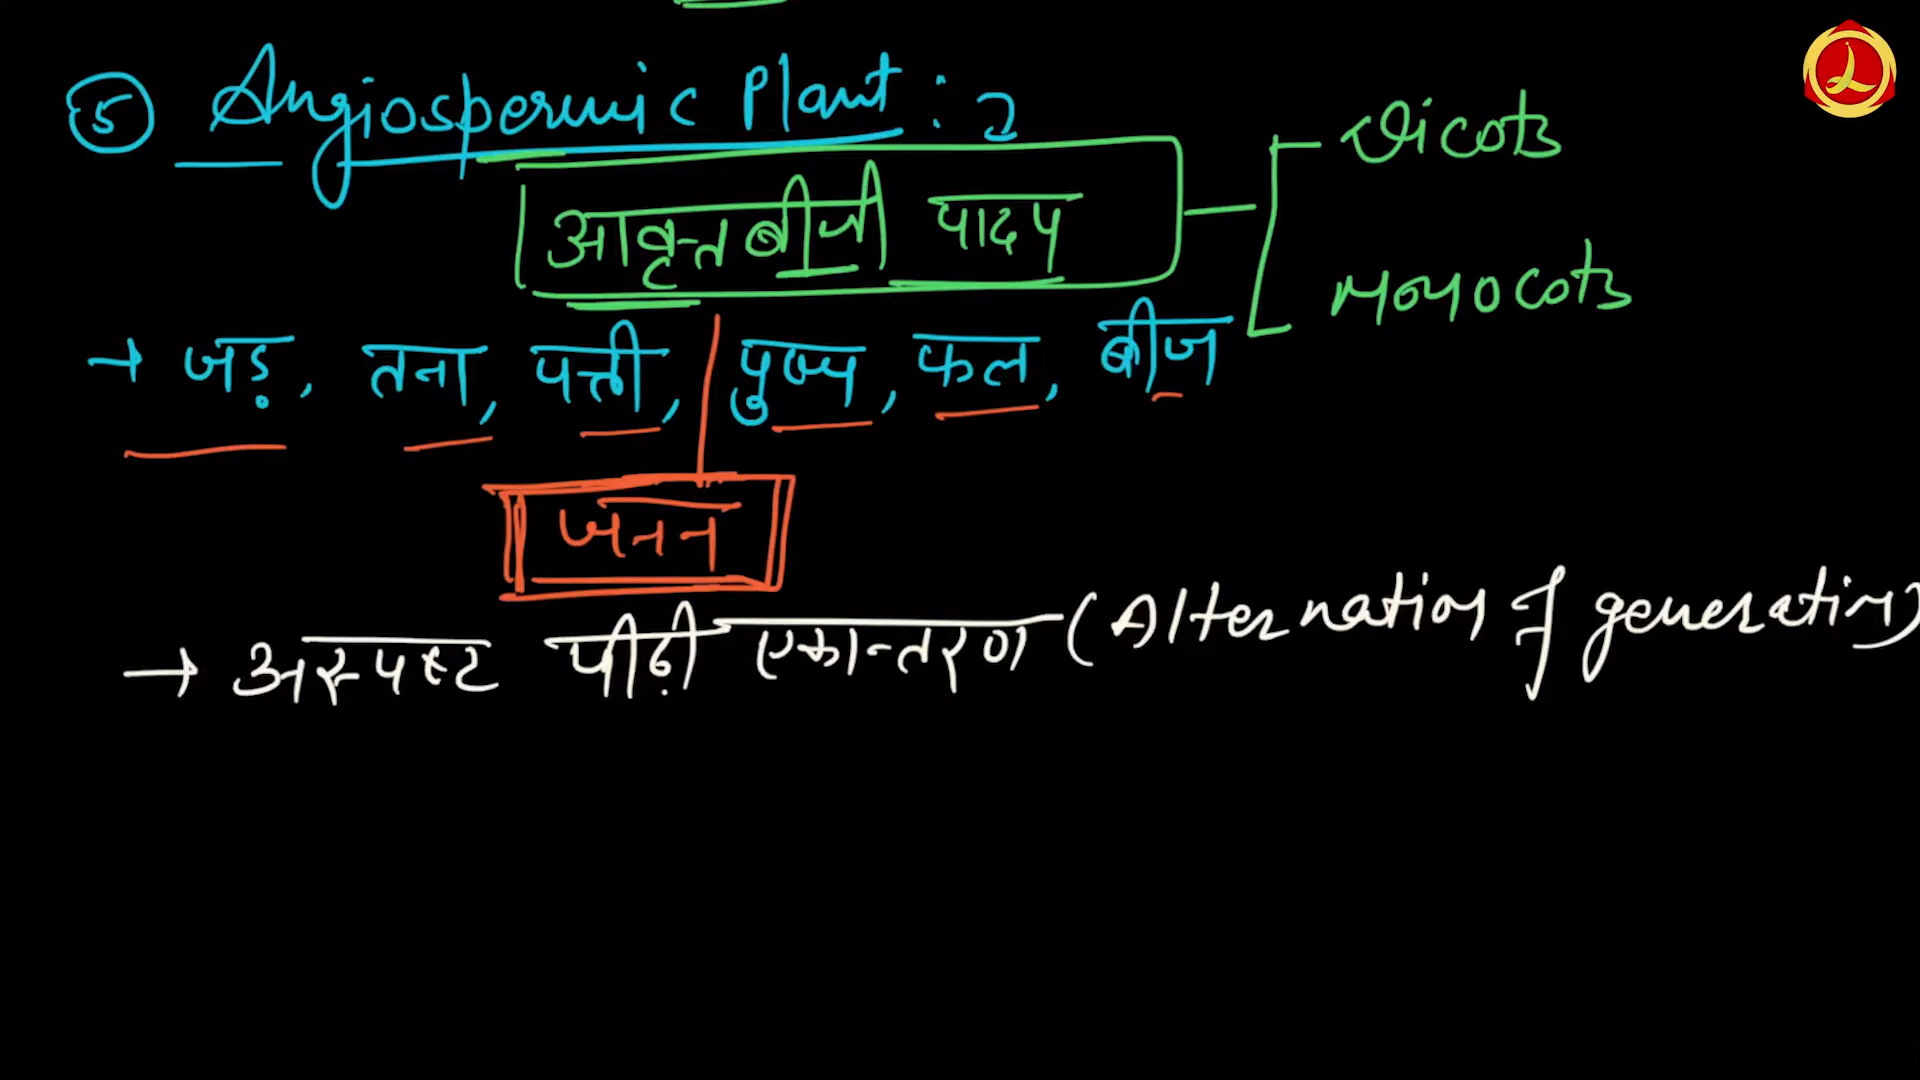 5 Angiospermic Plant :-
Dicots
आवृतबीजी पादप
Monocots
→ जड़, तना, पत्ती, पुष्प, फल, बीज
जनन
→ अस्पष्ट पीढ़ी एकान्तरण (Alternation of generation)